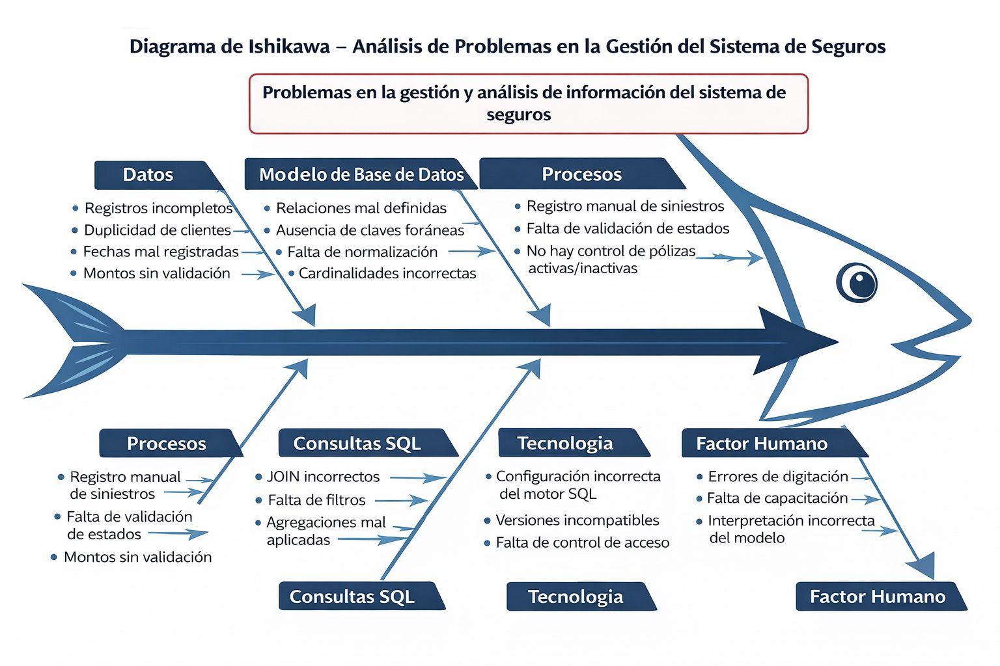 Diagrama de Ishikawa – Análisis de Problemas en la Gestión del Sistema de Seguros
Problemas en la gestión y análisis de información del sistema de
seguros
Datos
• Registros incompletos
• Duplicidad de clientes
• Fechas mal registradas
• Montos sin validación
Modelo de Base de Datos
• Relaciones mal definidas
• Ausencia de claves foráneas
• Falta de normalización
• Cardinalidades incorrectas
Procesos
• Registro manual de siniestros
• Falta de validación de estados
• No hay control de pólizas
activas/inactivas
Procesos
• Registro manual
de siniestros
• Falta de validación
de estados
• Montos sin validación
Consultas SQL
• JOIN incorrectos
• Falta de filtros
• Agregaciones mal
aplicadas
Consultas SQL
Tecnologia
• Configuración incorrecta
del motor SQL
• Versiones incompatibles
• Falta de control de acceso
Tecnologia
Factor Humano
• Errores de digitación
• Falta de capacitación
• Interpretación incorrecta
del modelo
Factor Humano